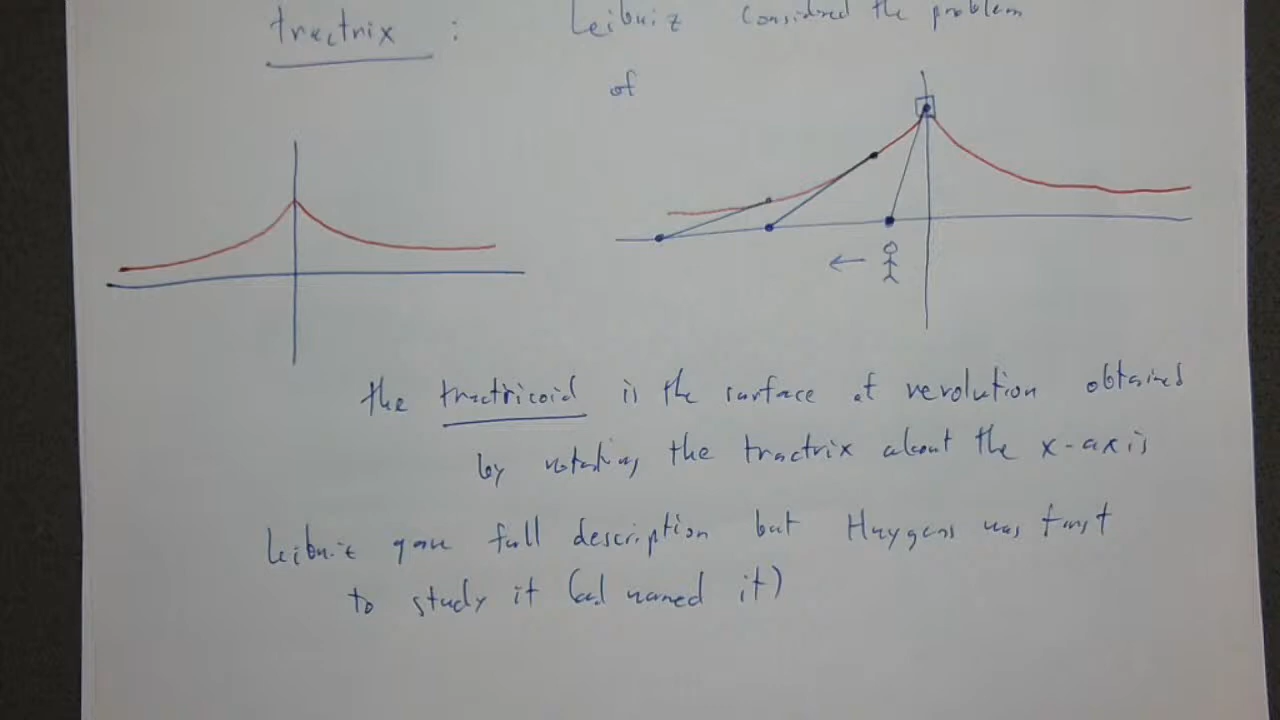 tractrix : Leibniz considered the problem
of
the tractricoid is the surface of revolution obtained
by rotating the tractrix about the x-axis
Leibniz gave full description but Huygens was first
to study it (and named it)